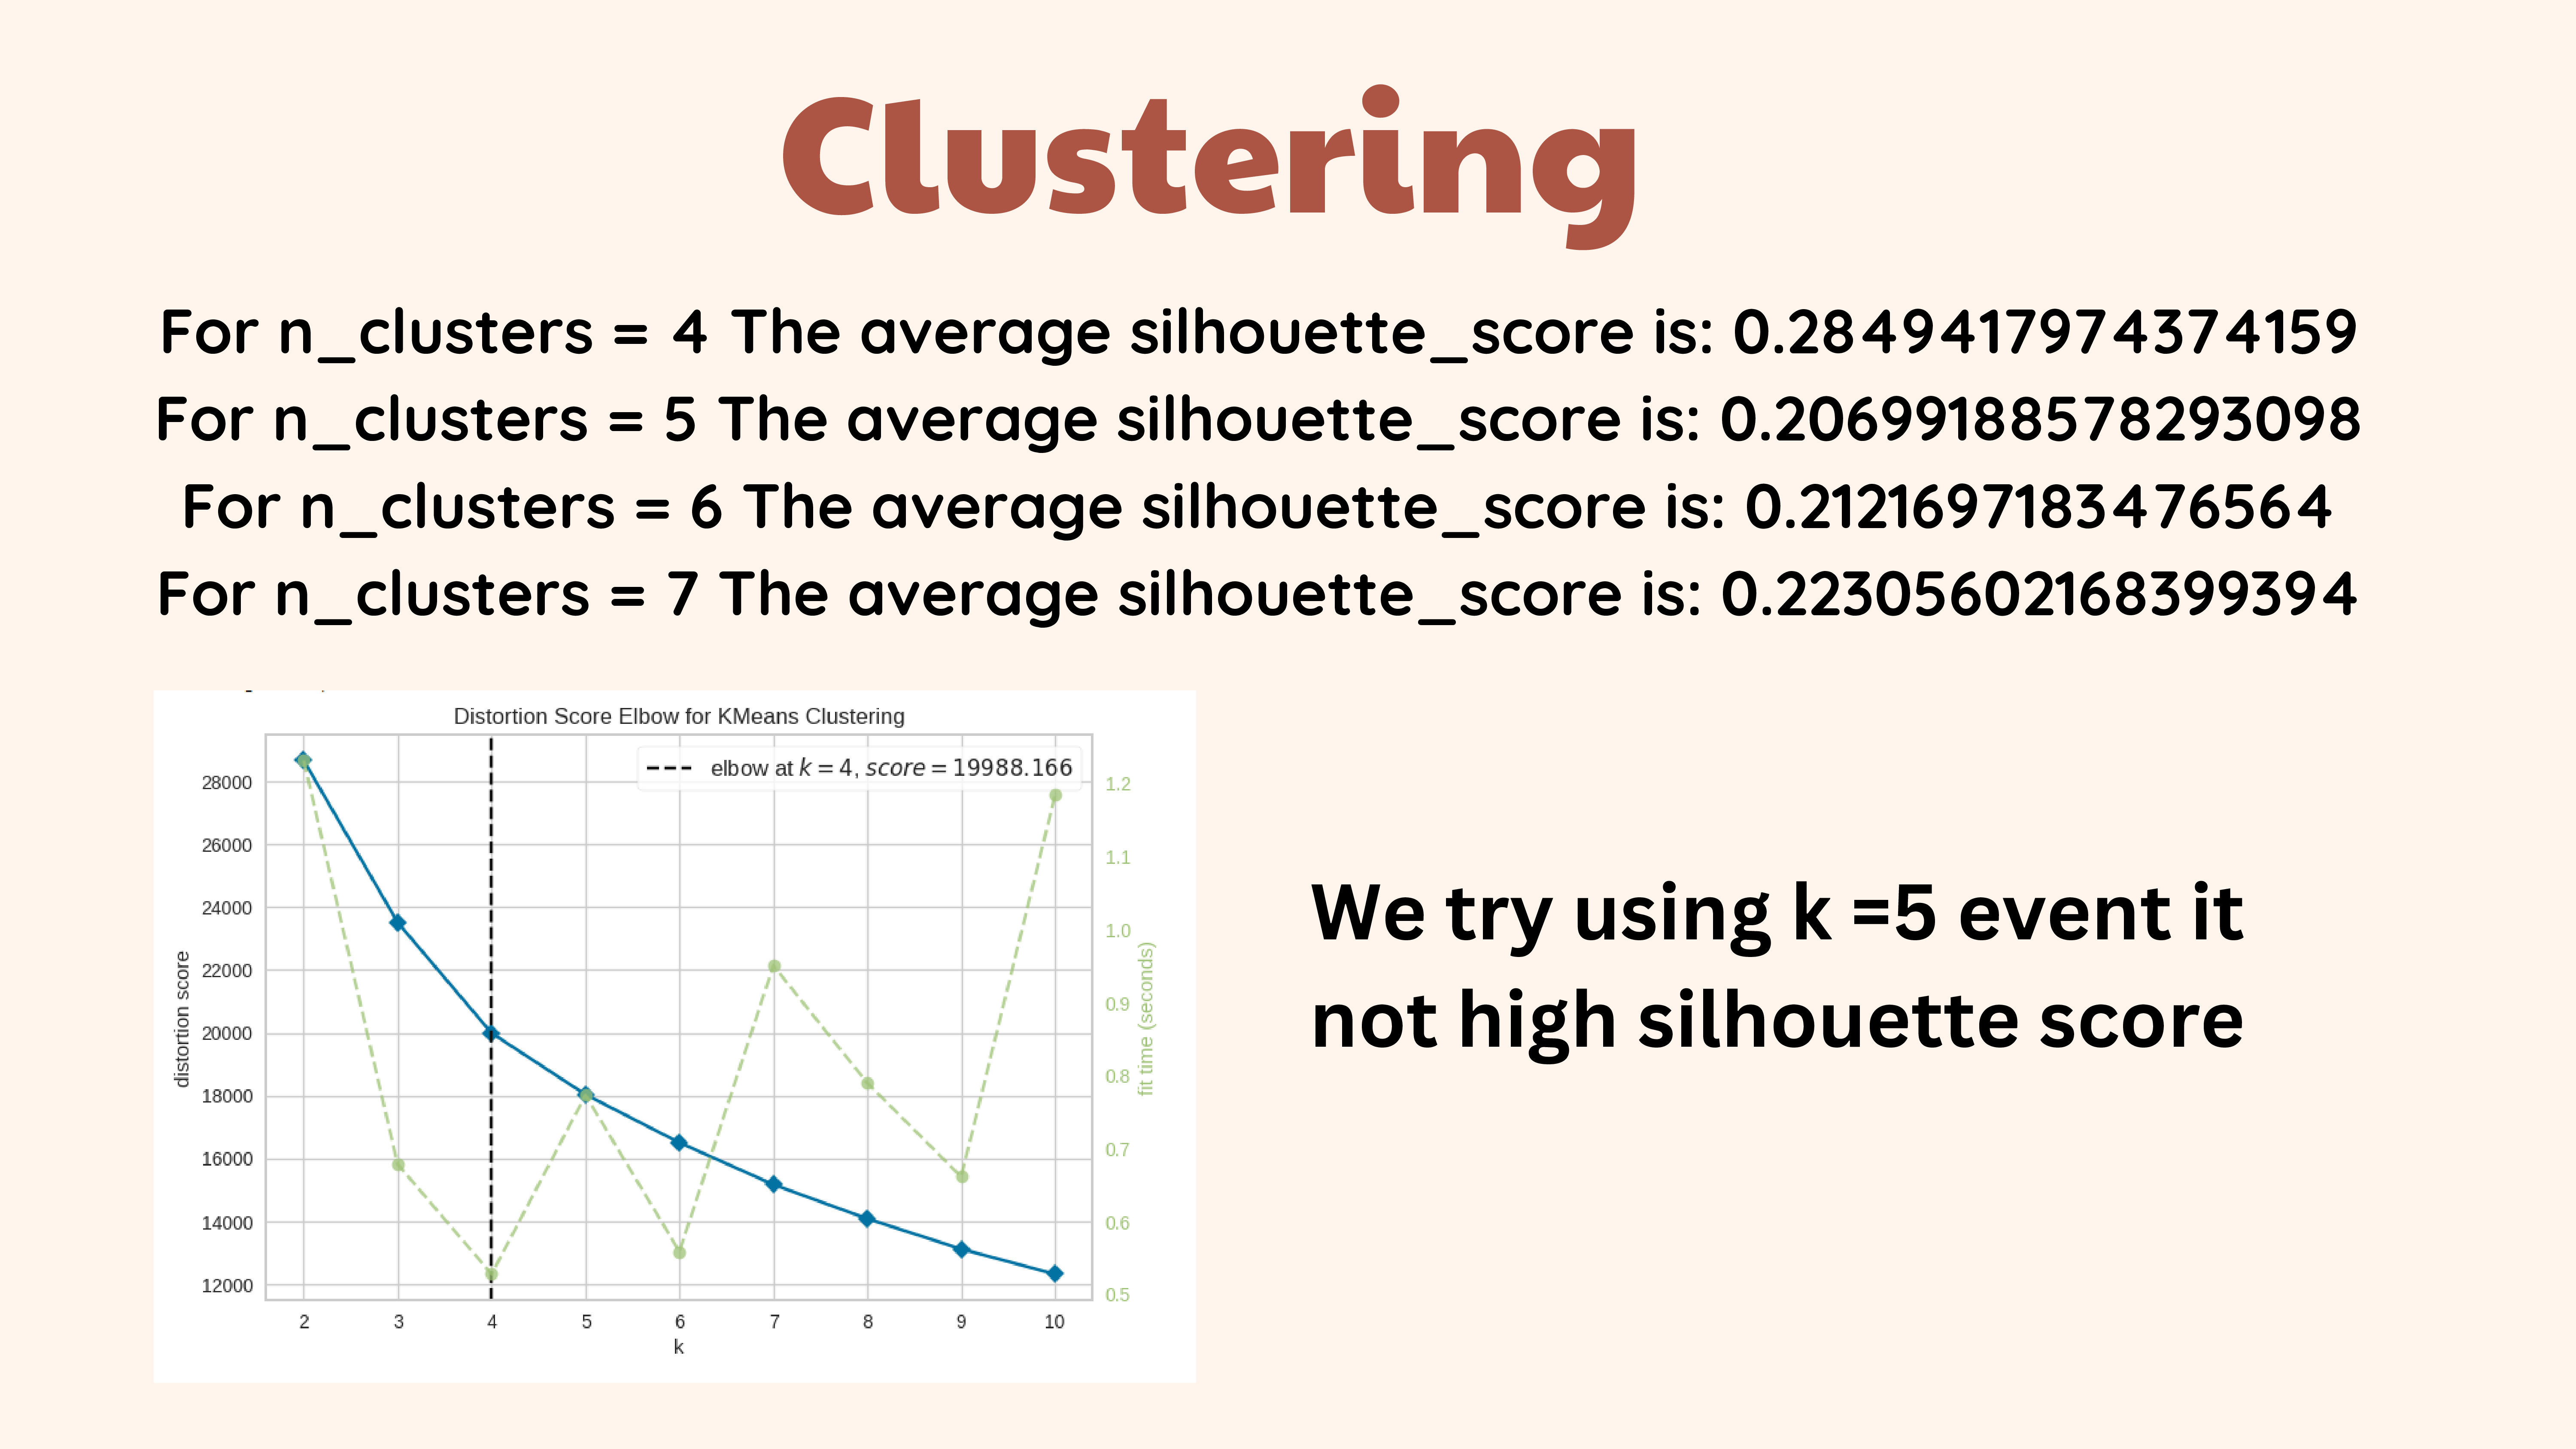 Clustering
For n_clusters = 4 The average silhouette_score is: 0.2849417974374159
For n_clusters = 5 The average silhouette_score is: 0.20699188578293098
For n_clusters = 6 The average silhouette_score is: 0.2121697183476564
For n_clusters = 7 The average silhouette_score is: 0.22305602168399394
Distortion Score Elbow for KMeans Clustering
elbow at k = 4, score = 19988.166
distortion score
28000
26000
24000
22000
20000
18000
16000
14000
12000
2 3 4 5 6 7 8 9 10
k
1.2
1.1
1.0
0.9
0.8
0.7
0.6
0.5
fit time (seconds)
We try using k =5 event it
not high silhouette score